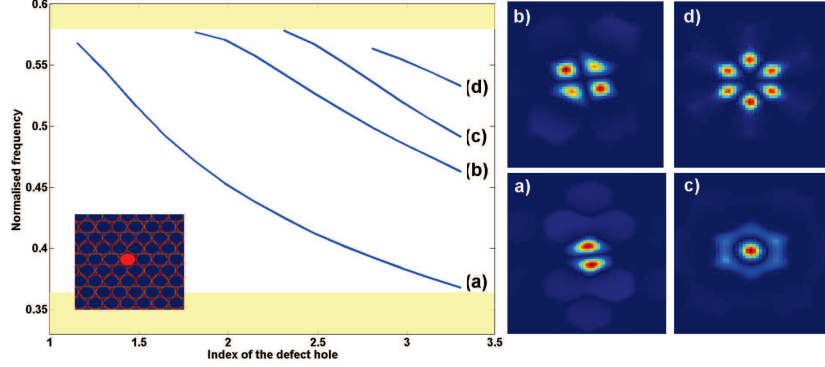 0.6
0.55
0.5
0.45
0.4
0.35
Normalised frequency
1
1.5
2
2.5
3
3.5
Index of the defect hole
(d)
(c)
(b)
(a)
b)
d)
a)
c)